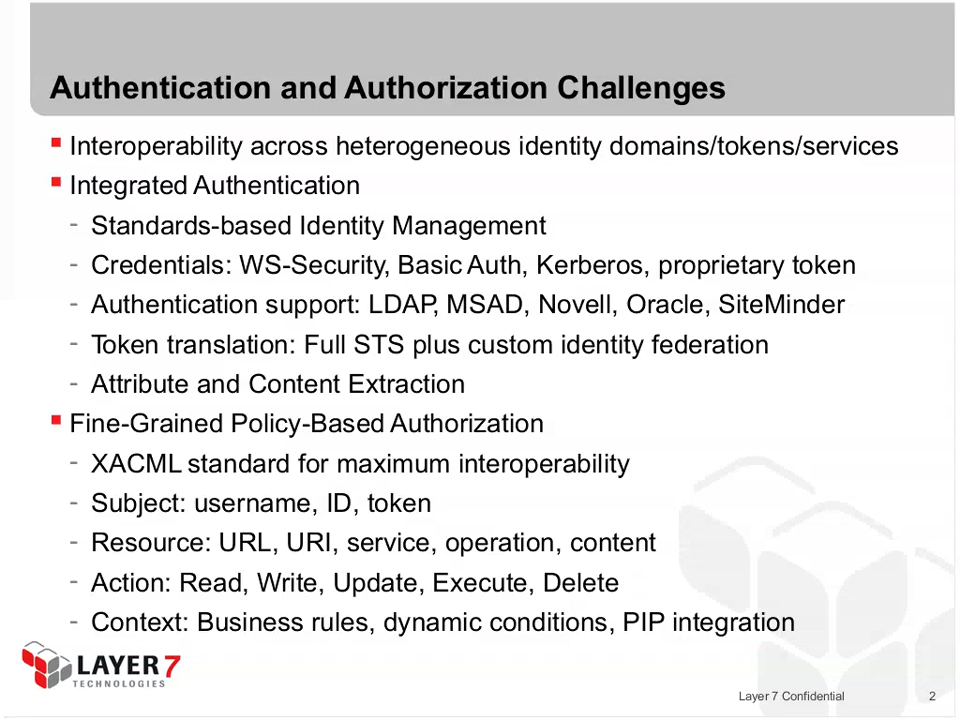 Authentication and Authorization Challenges
Interoperability across heterogeneous identity domains/tokens/services
Integrated Authentication
- Standards-based Identity Management
- Credentials: WS-Security, Basic Auth, Kerberos, proprietary token
- Authentication support: LDAP, MSAD, Novell, Oracle, SiteMinder
- Token translation: Full STS plus custom identity federation
- Attribute and Content Extraction
Fine-Grained Policy-Based Authorization
- XACML standard for maximum interoperability
- Subject: username, ID, token
- Resource: URL, URI, service, operation, content
- Action: Read, Write, Update, Execute, Delete
- Context: Business rules, dynamic conditions, PIP integration
LAYER 7
TECHNOLOGIES
Layer 7 Confidential 2